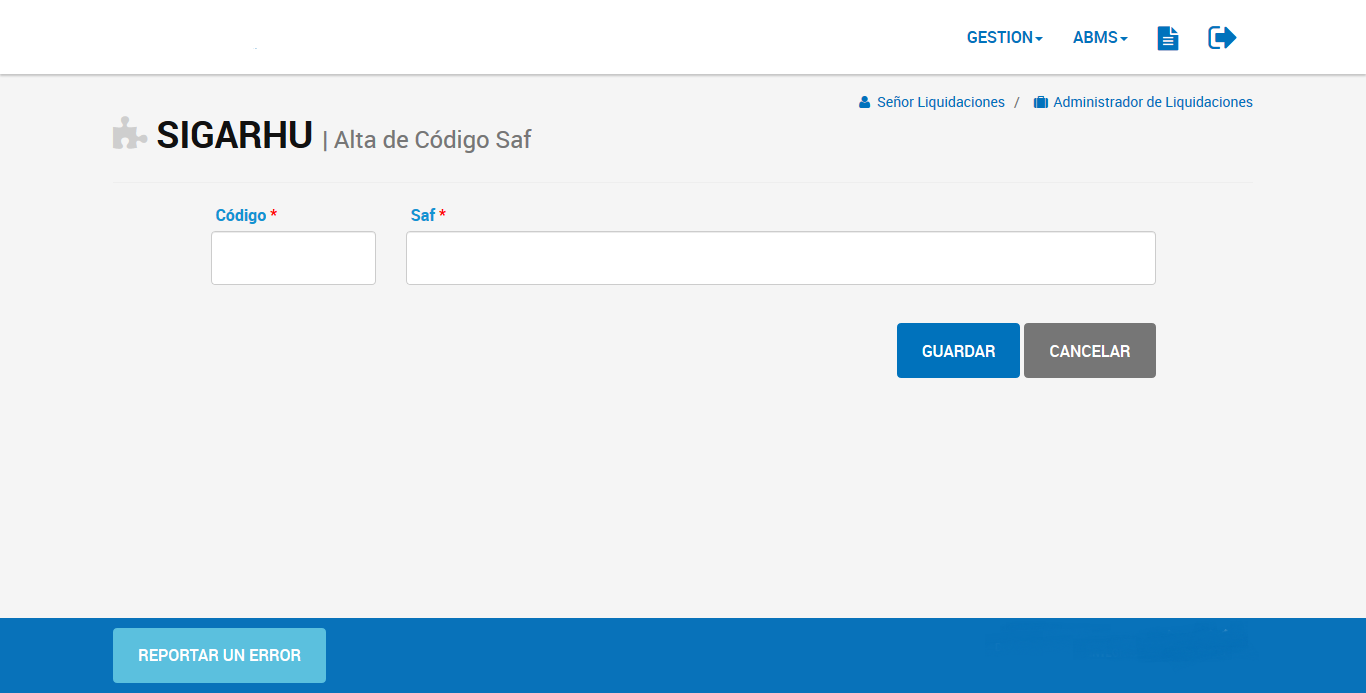 GESTION ABMS
Señor Liquidaciones / Administrador de Liquidaciones
SIGARHU | Alta de Código Saf
Código * Saf *
GUARDAR CANCELAR
REPORTAR UN ERROR